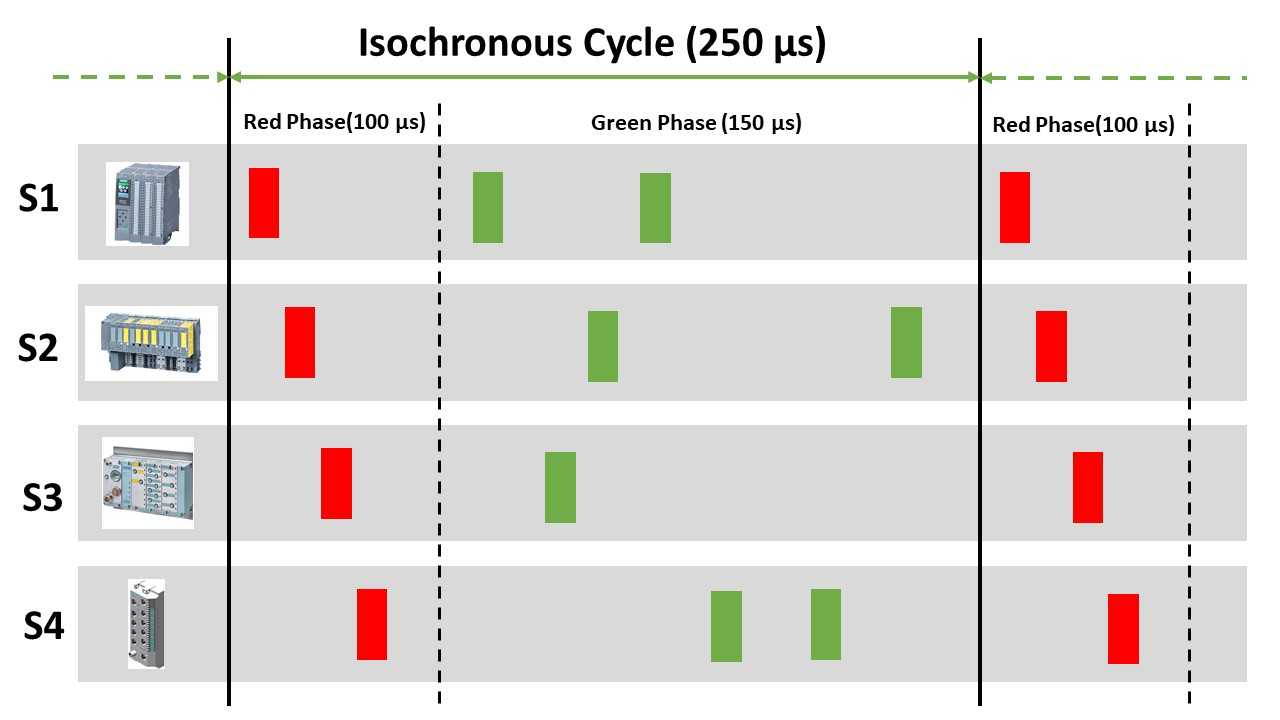 Isochronous Cycle (250 μs)
Red Phase(100 μs)
Green Phase (150 μs)
Red Phase(100 μs)
S1
S2
S3
S4